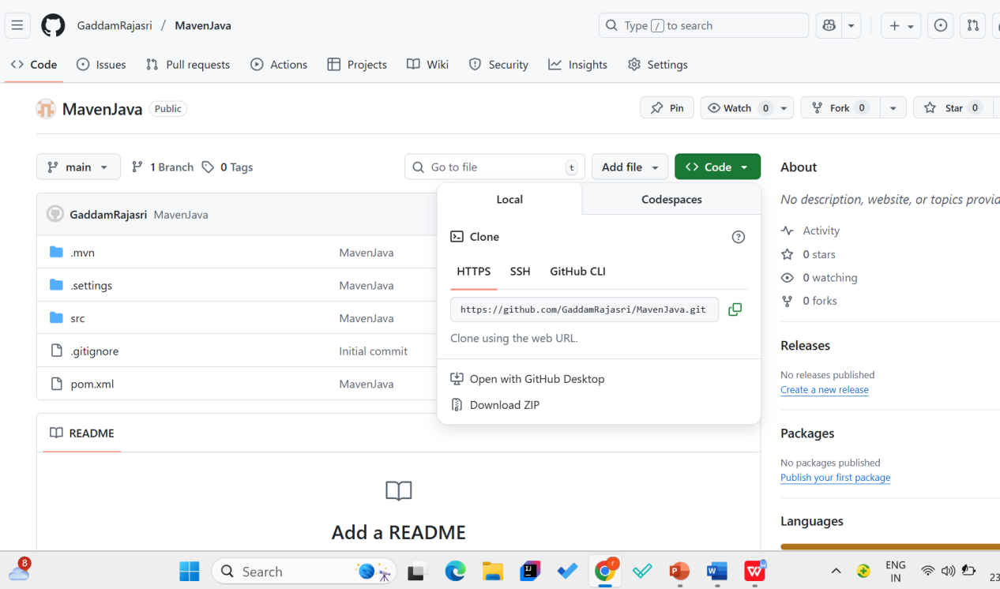 GaddamRajasri / MavenJava
Type / to search
Code Issues Pull requests Actions Projects Wiki Security Insights Settings
MavenJava Public
Pin Watch 0 Fork 0 Star 0
main 1 Branch 0 Tags
Go to file t Add file Code
GaddamRajasri MavenJava
.mvn MavenJava
.settings MavenJava
src MavenJava
.gitignore Initial commit
pom.xml MavenJava
README
Add a README
Local Codespaces
Clone
HTTPS SSH GitHub CLI
https://github.com/GaddamRajasri/MavenJava.git
Clone using the web URL.
Open with GitHub Desktop
Download ZIP
About
No description, website, or topics provi
Activity
0 stars
0 watching
0 forks
Releases
No releases published
Create a new release
Packages
No packages published
Publish your first package
Languages
8
Search
ENG
IN
23